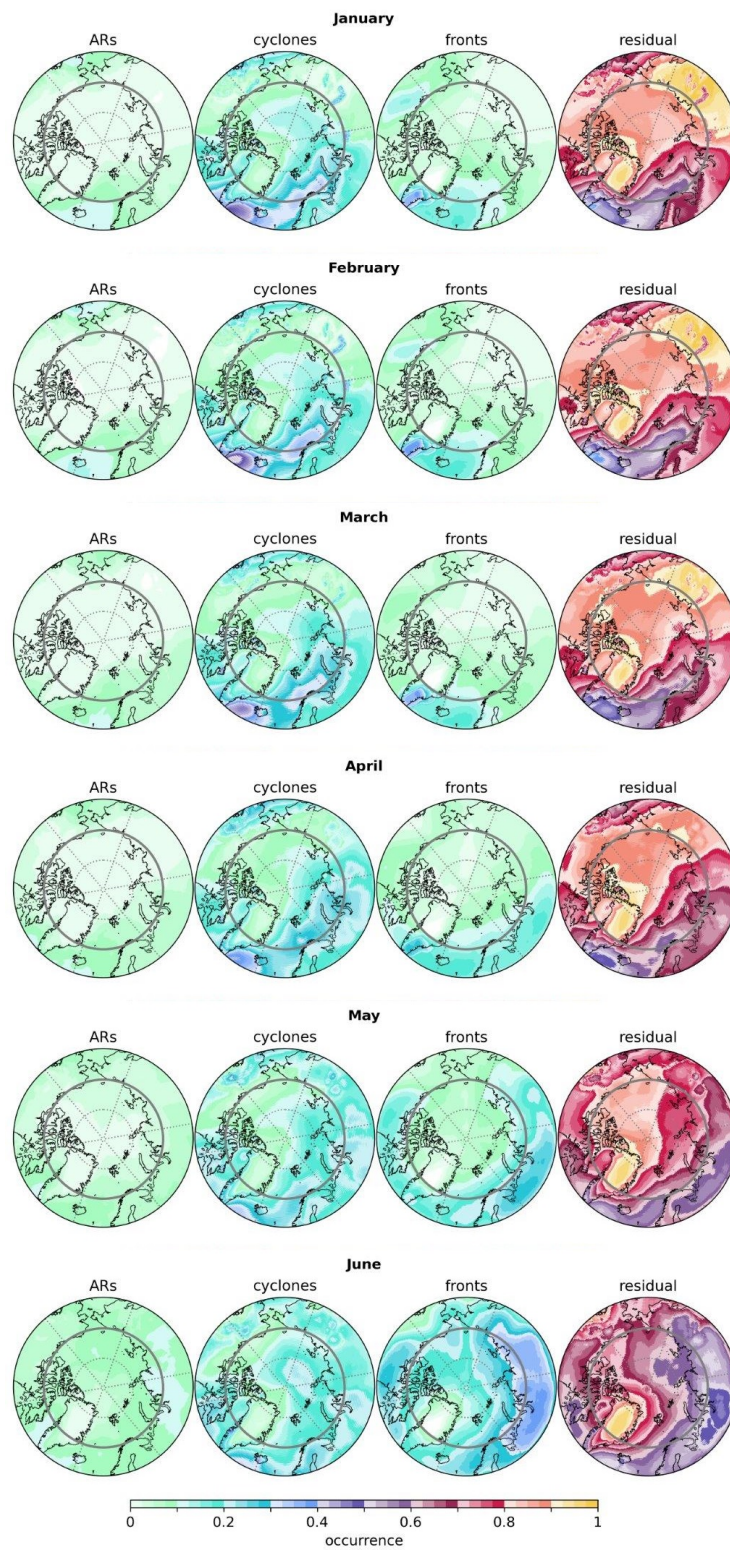 January
ARs cyclones fronts residual
February
ARs cyclones fronts residual
March
ARs cyclones fronts residual
April
ARs cyclones fronts residual
May
ARs cyclones fronts residual
June
ARs cyclones fronts residual
0 0.2 0.4 0.6 0.8 1
occurrence